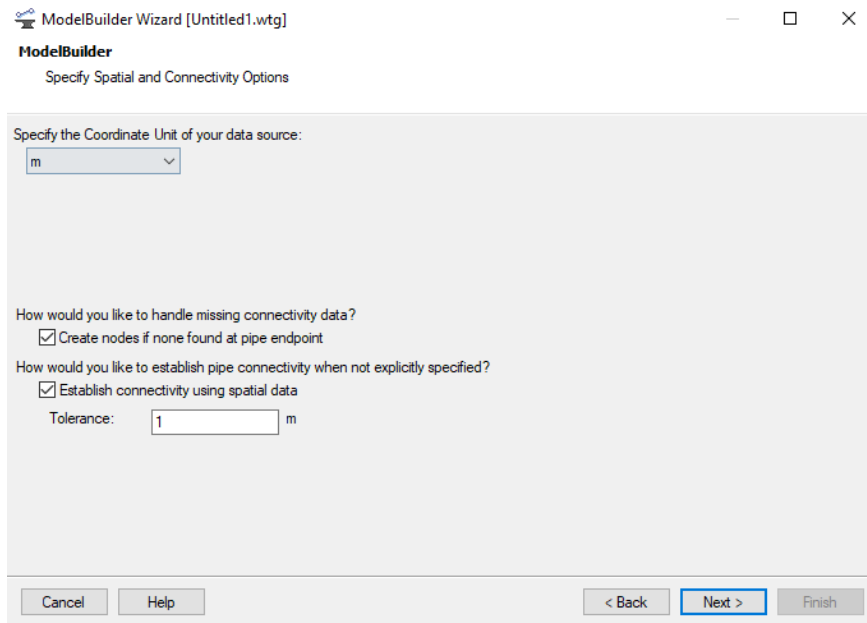 ModelBuilder Wizard [Untitled1.wtg]
ModelBuilder
Specify Spatial and Connectivity Options
Specify the Coordinate Unit of your data source:
m
How would you like to handle missing connectivity data?
Create nodes if none found at pipe endpoint
How would you like to establish pipe connectivity when not explicitly specified?
Establish connectivity using spatial data
Tolerance: 1 m
Cancel Help < Back Next > Finish